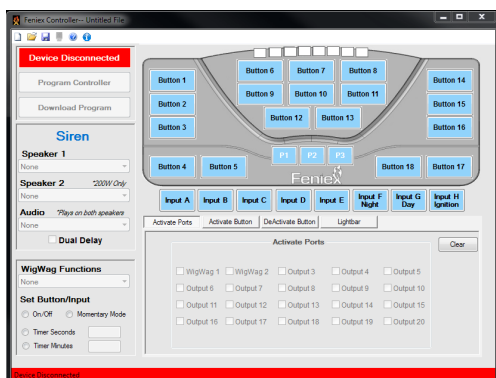 Feniex Controller-- Untitled File
Device Disconnected
Program Controller
Download Program
Siren
Speaker 1
None
Speaker 2 *200W Only
None
Audio *Plays on both speakers
None
Dual Delay
WigWag Functions
None
Set Button/Input
On/Off Momentary Mode
Timer Seconds
Timer Minutes
Button 6 Button 7 Button 8
Button 1 Button 14
Button 9 Button 10 Button 11
Button 2 Button 15
Button 12 Button 13
Button 3 Button 16
P1 P2 P3
Button 4 Button 5 Button 18 Button 17
Feniex
Input A Input B Input C Input D Input E Input F Night Input G Day Input H Ignition
Activate Ports Activate Button DeActivate Button Lightbar
Activate Ports
Clear
WigWag 1 WigWag 2 Output 3 Output 4 Output 5
Output 6 Output 7 Output 8 Output 9 Output 10
Output 11 Output 12 Output 13 Output 14 Output 15
Output 16 Output 17 Output 18 Output 19 Output 20
Device Disconnected